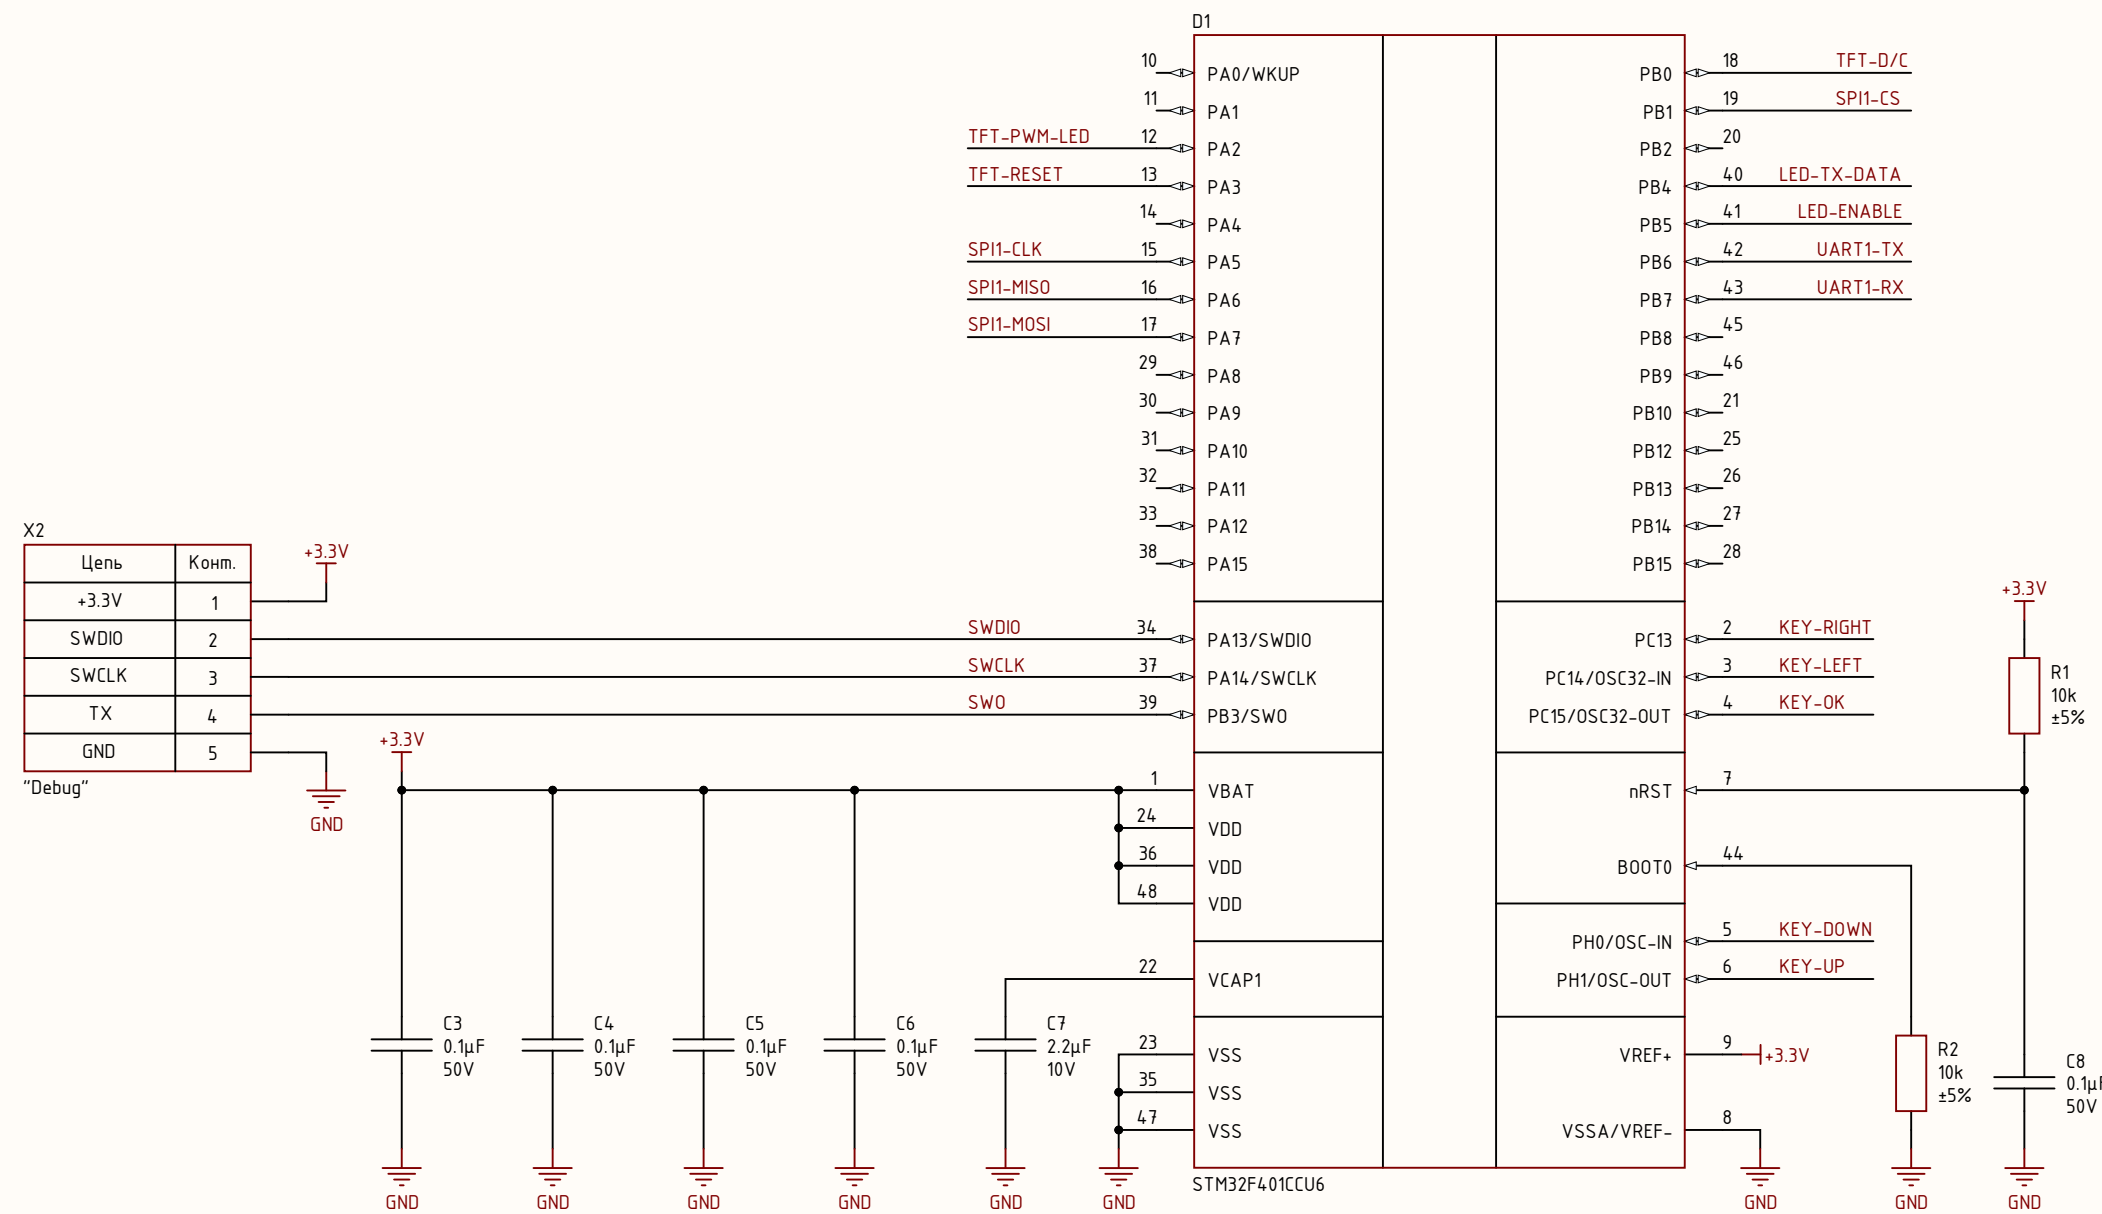 D1
10 PA0/WKUP PB0 18 TFT-D/C
11 PA1 PB1 19 SPI1-CS
TFT-PWM-LED 12 PA2 PB2 20
TFT-RESET 13 PA3 PB4 40 LED-TX-DATA
14 PA4 PB5 41 LED-ENABLE
SPI1-CLK 15 PA5 PB6 42 UART1-TX
SPI1-MISO 16 PA6 PB7 43 UART1-RX
SPI1-MOSI 17 PA7 PB8 45
29 PA8 PB9 46
30 PA9 PB10 21
31 PA10 PB12 25
32 PA11 PB13 26
33 PA12 PB14 27
38 PA15 PB15 28
X2
Цепь Конт.
+3.3V 1
SWDIO 2
SWCLK 3
TX 4
GND 5
"Debug"
+3.3V
GND
SWDIO 34 PA13/SWDIO PC13 2 KEY-RIGHT
SWCLK 37 PA14/SWCLK PC14/OSC32-IN 3 KEY-LEFT
SWO 39 PB3/SWO PC15/OSC32-OUT 4 KEY-OK
+3.3V
R1
10k
±5%
+3.3V
1 VBAT nRST 7
24 VDD
36 VDD BOOT0 44
48 VDD
PH0/OSC-IN 5 KEY-DOWN
22 VCAP1 PH1/OSC-OUT 6 KEY-UP
C3
0.1µF
50V
C4
0.1µF
50V
C5
0.1µF
50V
C6
0.1µF
50V
C7
2.2µF
10V
23 VSS VREF+ 9 +3.3V
35 VSS
47 VSS VSSA/VREF- 8
R2
10k
±5%
C8
0.1µF
50V
GND GND GND GND GND GND GND GND GND
STM32F401CCU6